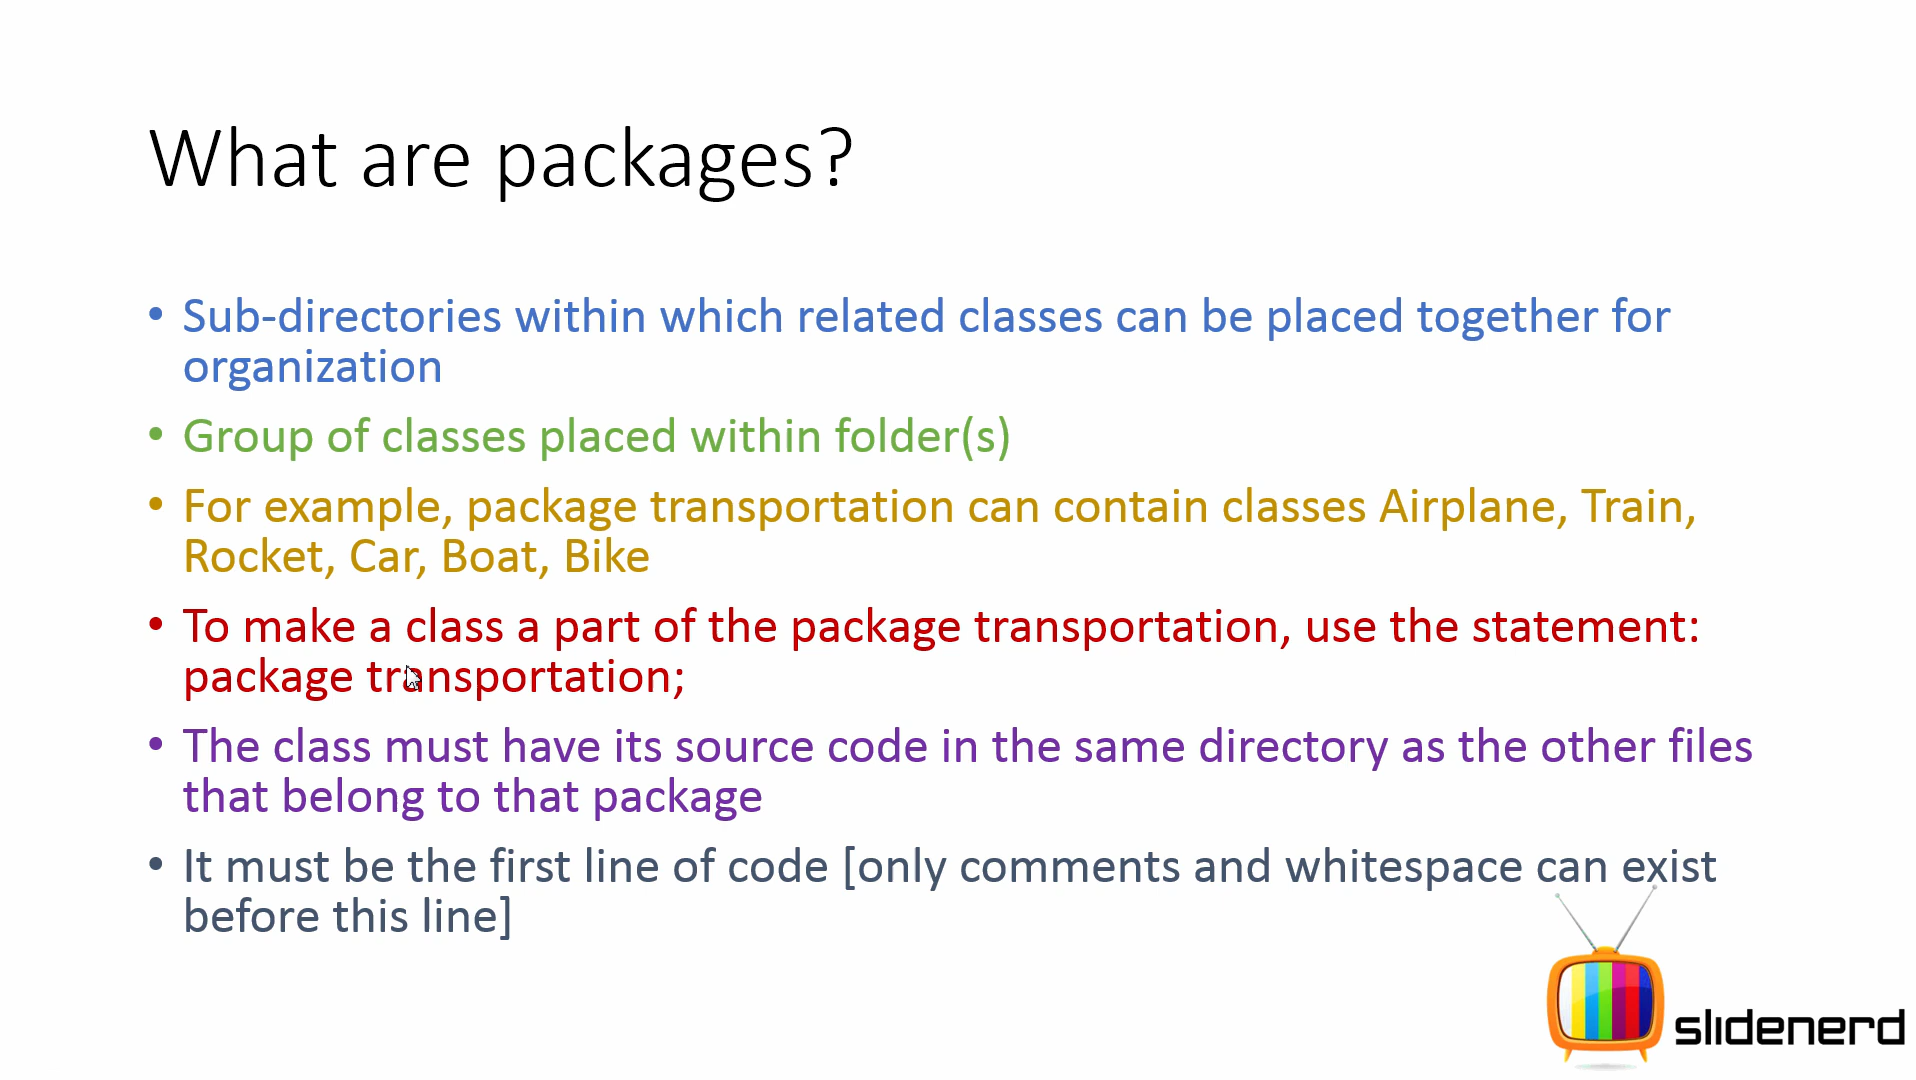 What are packages?
• Sub-directories within which related classes can be placed together for
organization
• Group of classes placed within folder(s)
• For example, package transportation can contain classes Airplane, Train,
Rocket, Car, Boat, Bike
• To make a class a part of the package transportation, use the statement:
package transportation;
• The class must have its source code in the same directory as the other files
that belong to that package
• It must be the first line of code [only comments and whitespace can exist
before this line]
slidenerd